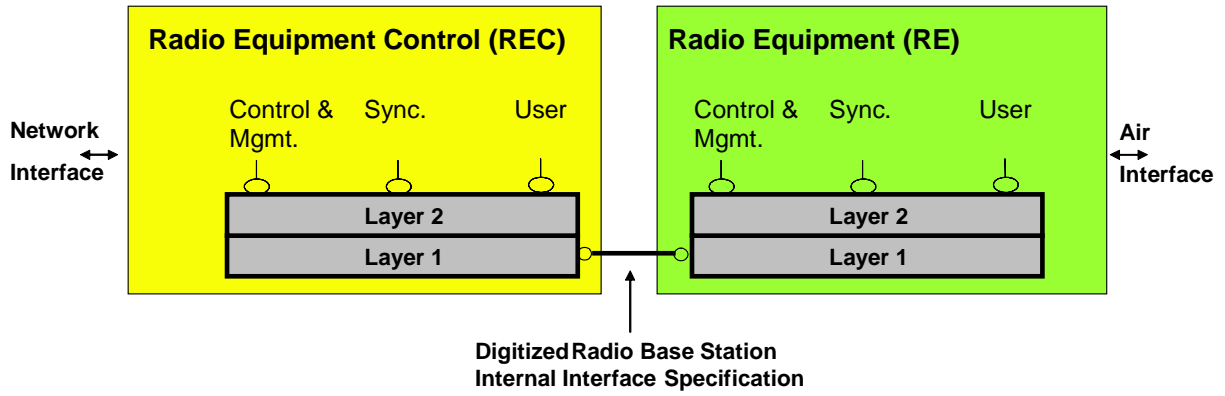 Radio Equipment Control (REC)
Radio Equipment (RE)
Control &
Mgmt.
Sync.
User
Control &
Mgmt.
Sync.
User
Network
Interface
Air
Interface
Layer 2
Layer 1
Layer 2
Layer 1
Digitized Radio Base Station
Internal Interface Specification